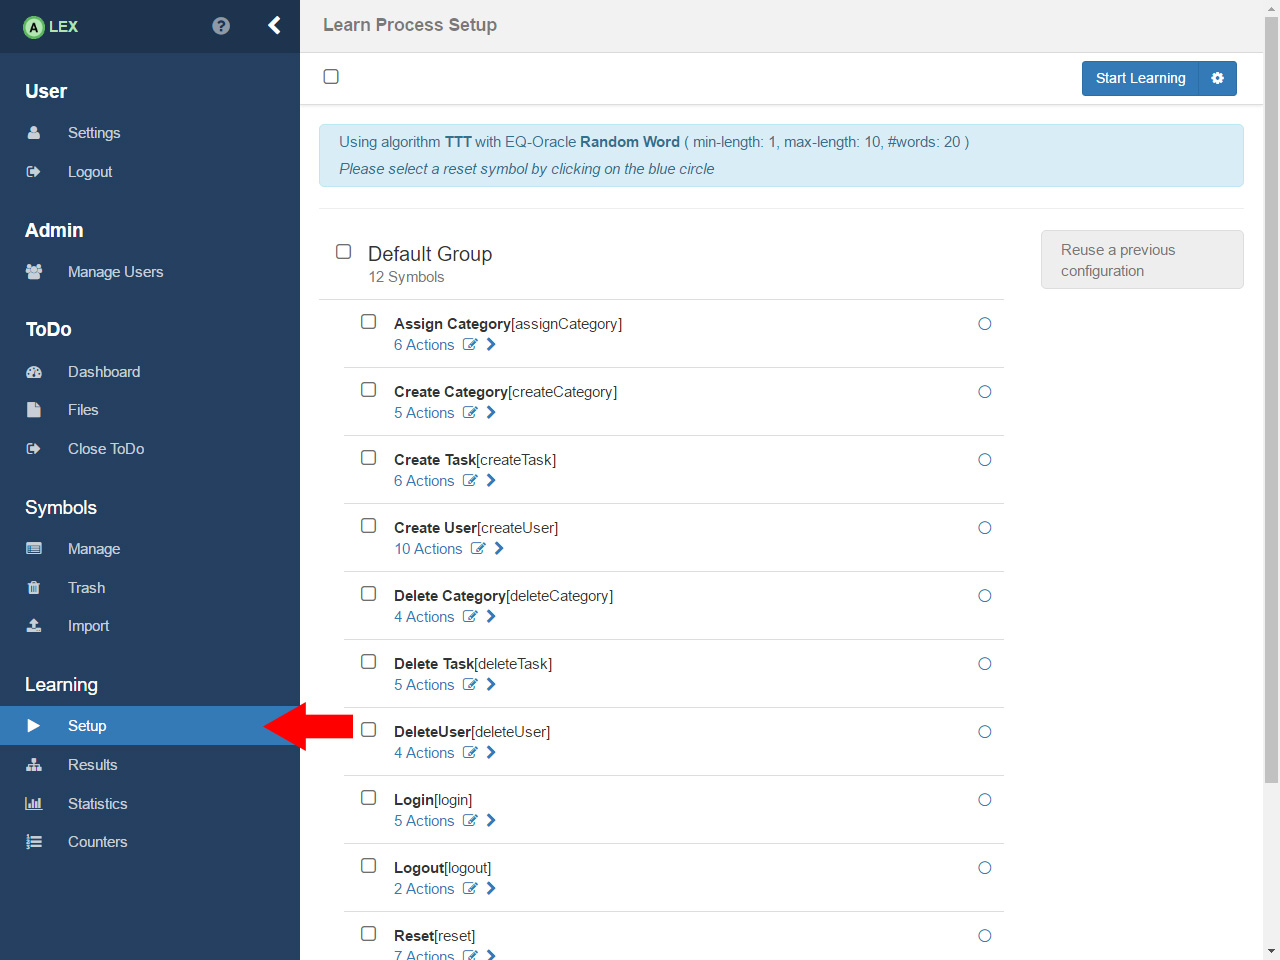 A LEX ?
User
Settings
Logout
Admin
Manage Users
ToDo
Dashboard
Files
Close ToDo
Symbols
Manage
Trash
Import
Learning
Setup
Results
Statistics
Counters
Learn Process Setup
Start Learning
Using algorithm TTT with EQ-Oracle Random Word ( min-length: 1, max-length: 10, #words: 20 )
Please select a reset symbol by clicking on the blue circle
Default Group
12 Symbols
Assign Category[assignCategory]
6 Actions
Create Category[createCategory]
5 Actions
Create Task[createTask]
6 Actions
Create User[createUser]
10 Actions
Delete Category[deleteCategory]
4 Actions
Delete Task[deleteTask]
5 Actions
DeleteUser[deleteUser]
4 Actions
Login[login]
5 Actions
Logout[logout]
2 Actions
Reset[reset]
7 Actions
Reuse a previous
configuration